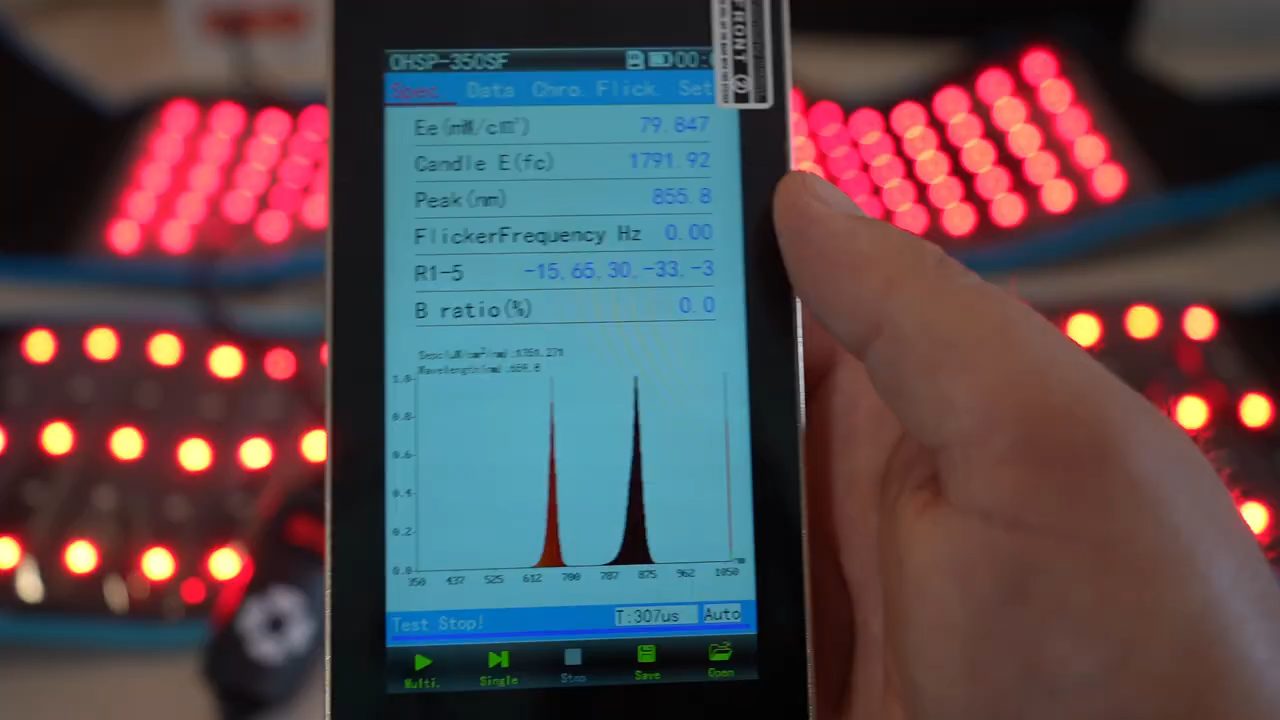 OHSP-350SF 00:
Spec. Data Chro Flick Set
Ee(mW/c㎡) 79.847
Candle E(fc) 1791.92
Peak(nm) 855.8
FlickerFrequency Hz 0.00
R1-5 -15,65,30,-33,-3
B ratio(%) 0.0
1.0
0.8
0.6
0.4
0.2
0.0
350 437 525 612 700 787 875 962 1050
nm
Test Stop! T:307us Auto
Multi. Single Stop Save Open